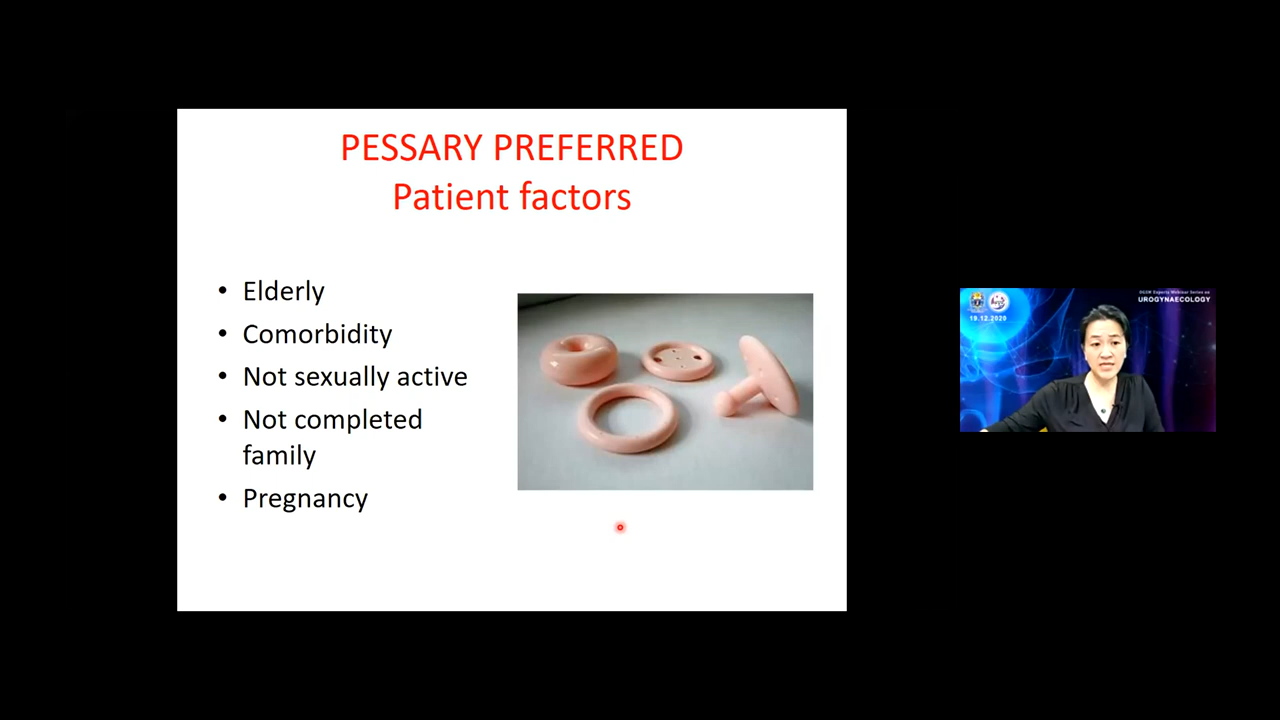 PESSARY PREFERRED
Patient factors
• Elderly
• Comorbidity
• Not sexually active
• Not completed
family
• Pregnancy
UROGYNAECOLOGY
19.12.2020